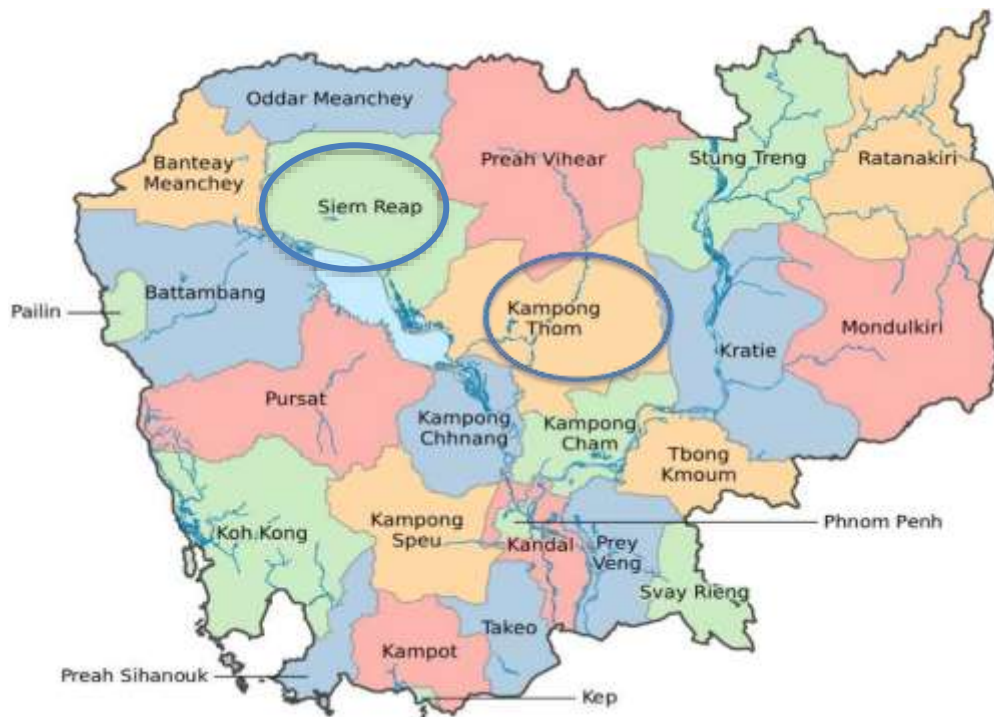 Oddar Meanchey
Banteay
Meanchey
Preah Vihear
Stung Treng
Ratanakiri
Siem Reap
Battambang
Pailin
Kampong
Thom
Mondulkiri
Kratie
Pursat
Kampong
Chhnang
Kampong
Cham
Tbong
Kmoum
Koh Kong
Kampong
Speu
Phnom Penh
Kandal
Prey
Veng
Svay Rieng
Takeo
Kampot
Preah Sihanouk
Kep